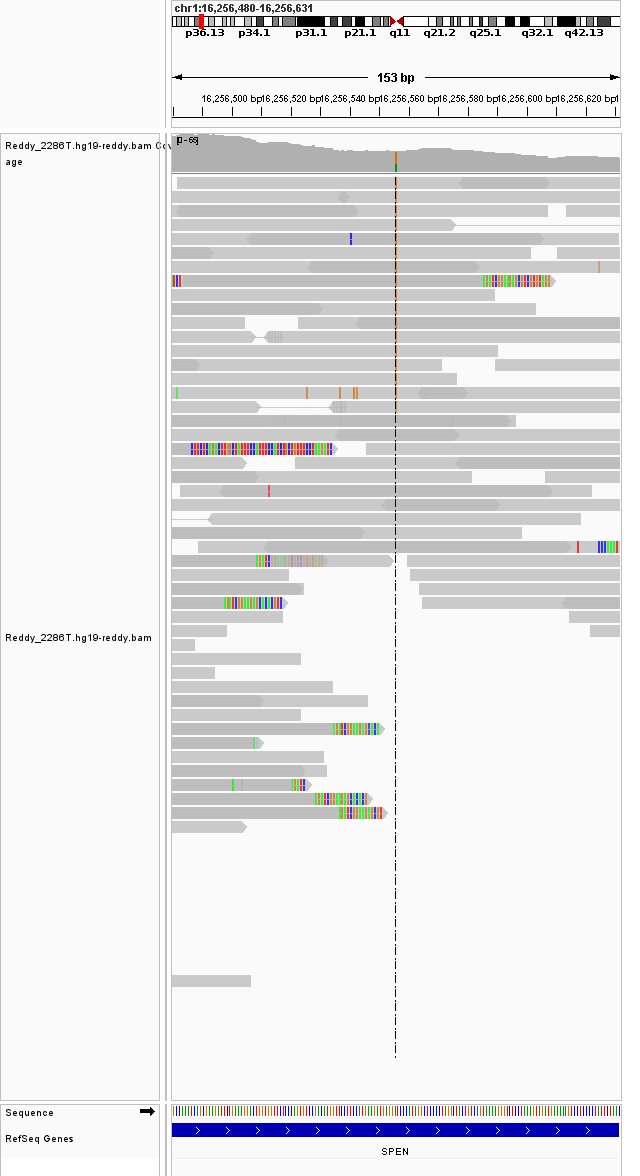 chr1:16,256,480-16,256,631
p36.13 p34.1 p31.1 p21.1 q11 q21.2 q25.1 q32.1 q42.13
153 bp
16,256,500 bp 16,256,520 bp 16,256,540 bp 16,256,560 bp 16,256,580 bp 16,256,600 bp 16,256,620 bp
Reddy_2286T.hg19-reddy.bam Cov
age
Reddy_2286T.hg19-reddy.bam
Sequence
RefSeq Genes
SPEN